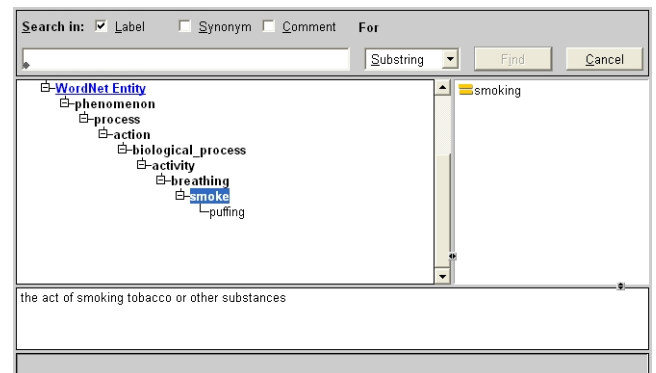 Search in: Label Synonym Comment For
Substring Find Cancel
WordNet Entity
phenomenon
process
action
biological_process
activity
breathing
smoke
puffing
smoking
the act of smoking tobacco or other substances